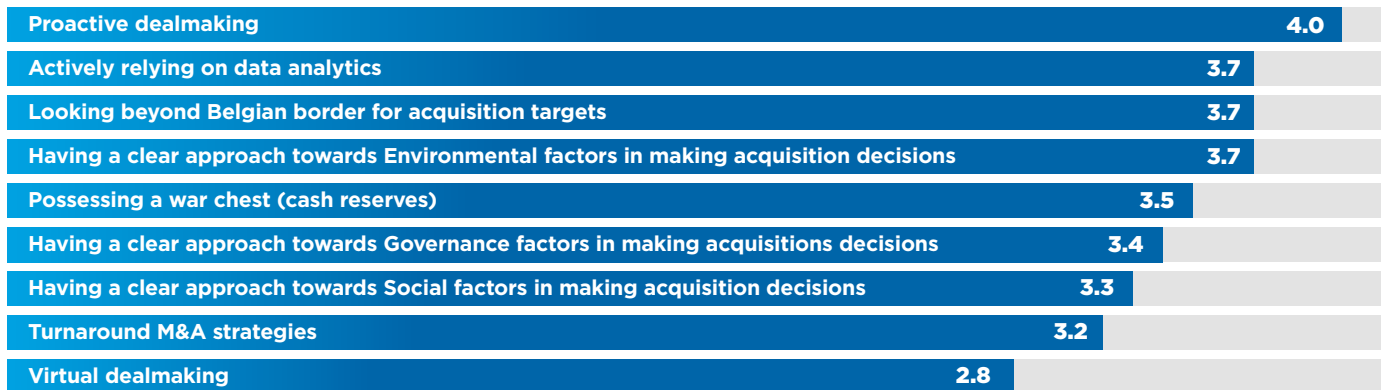 Proactive dealmaking 4.0
Actively relying on data analytics 3.7
Looking beyond Belgian border for acquisition targets 3.7
Having a clear approach towards Environmental factors in making acquisition decisions 3.7
Possessing a war chest (cash reserves) 3.5
Having a clear approach towards Governance factors in making acquisitions decisions 3.4
Having a clear approach towards Social factors in making acquisition decisions 3.3
Turnaround M&A strategies 3.2
Virtual dealmaking 2.8